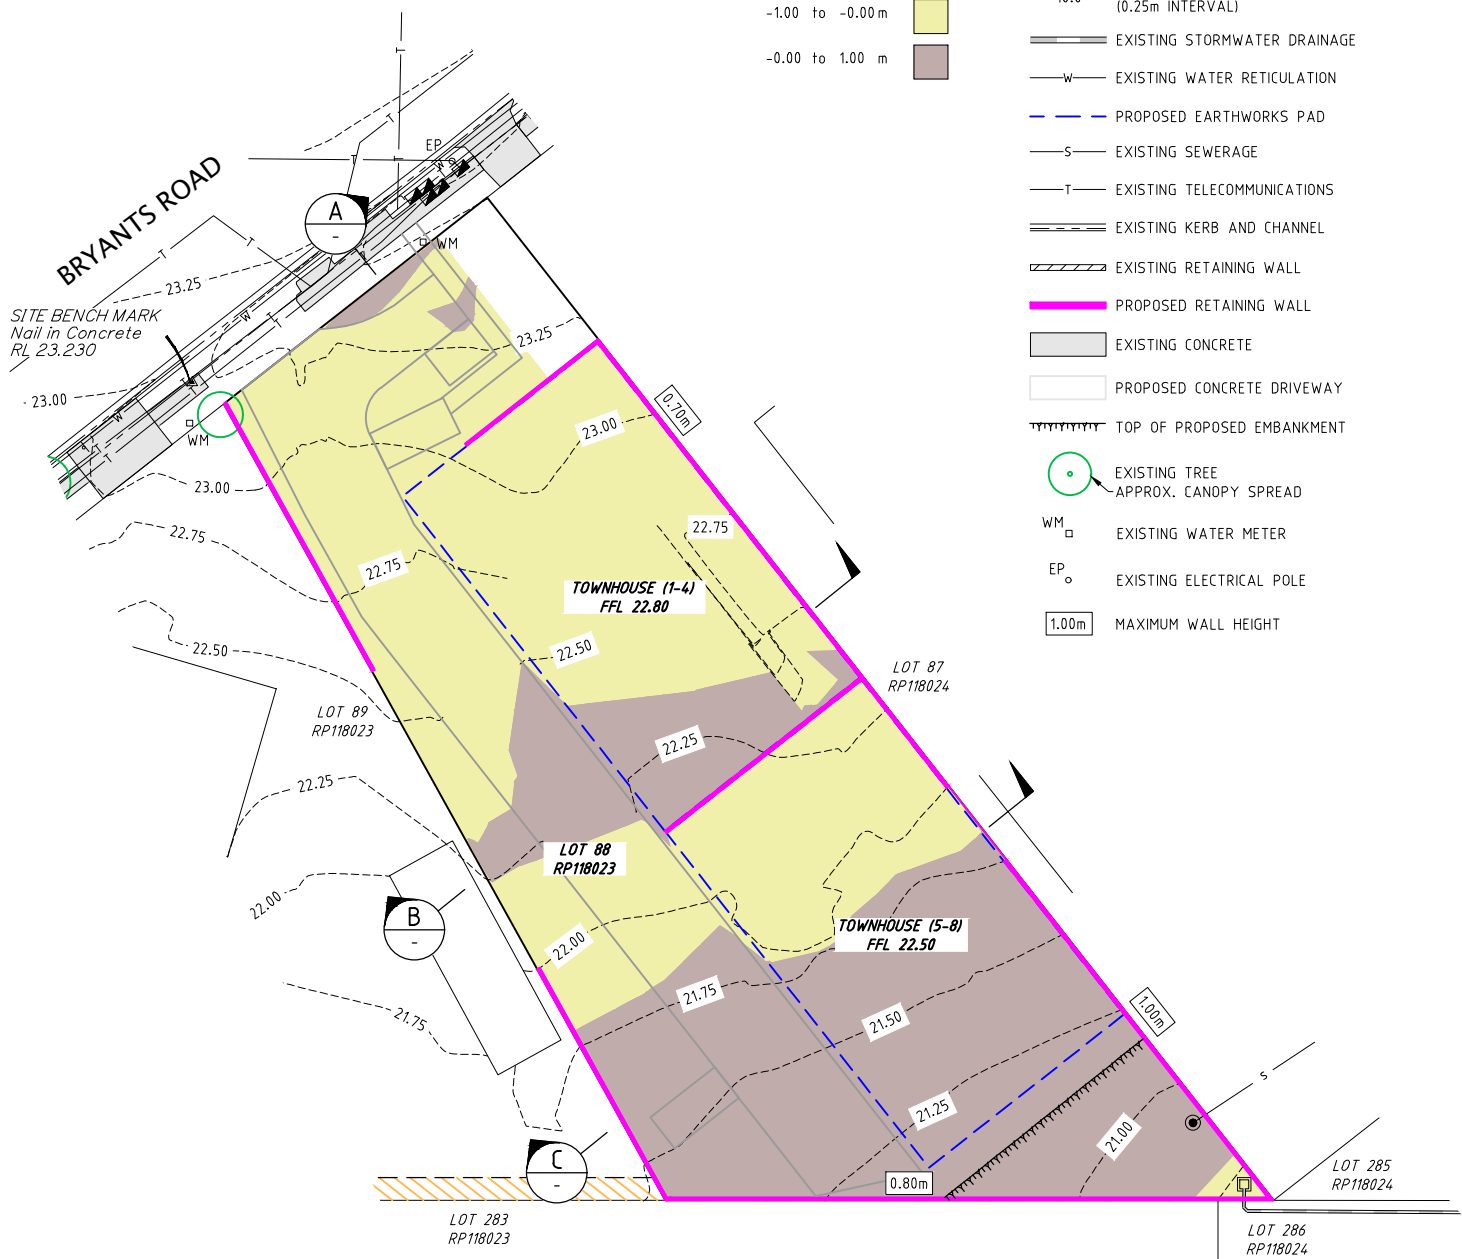 -1.00 to -0.00 m
-0.00 to 1.00 m
(0.25m INTERVAL)
EXISTING STORMWATER DRAINAGE
W
EXISTING WATER RETICULATION
PROPOSED EARTHWORKS PAD
S
EXISTING SEWERAGE
T
EXISTING TELECOMMUNICATIONS
EXISTING KERB AND CHANNEL
EXISTING RETAINING WALL
PROPOSED RETAINING WALL
EXISTING CONCRETE
PROPOSED CONCRETE DRIVEWAY
TOP OF PROPOSED EMBANKMENT
EXISTING TREE
APPROX. CANOPY SPREAD
WM
EXISTING WATER METER
EP
EXISTING ELECTRICAL POLE
1.00m
MAXIMUM WALL HEIGHT
BRYANTS ROAD
T
T
T
T
T
T
T
T
T
W
W
W
EP
A
-
WM
23.25
SITE BENCH MARK
Nail in Concrete
RL 23.230
23.25
23.00
WM
0.70m
23.00
23.00
22.75
22.75
22.75
TOWNHOUSE (1-4)
FFL 22.80
22.50
22.50
LOT 87
RP118024
LOT 89
RP118023
22.25
22.25
LOT 88
RP118023
22.00
B
-
TOWNHOUSE (5-8)
FFL 22.50
22.00
21.75
21.75
21.50
1.00m
S
21.25
21.00
C
-
0.80m
LOT 285
RP118024
LOT 283
RP118023
LOT 286
RP118024